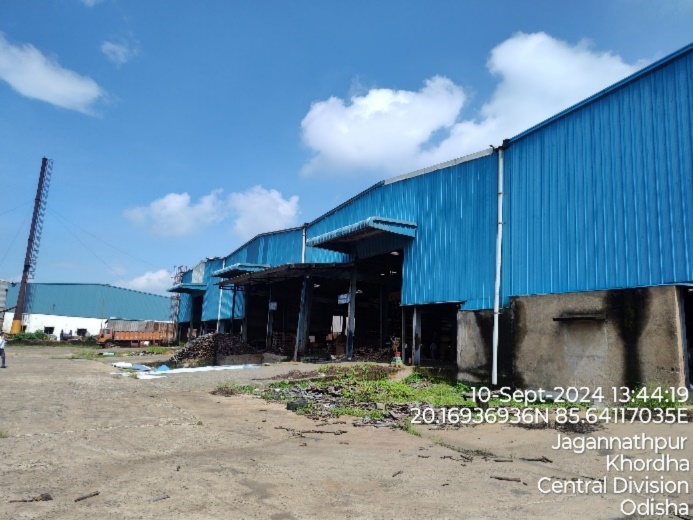 10-Sept-2024 13:44:19
20.16936936N 85.64117035E
Jagannathpur
Khordha
Central Division
Odisha